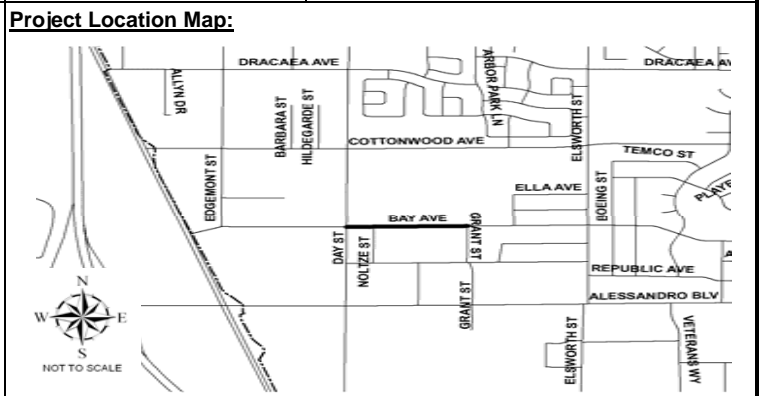 Project Location Map:
DRACAEA AVE
DRACAEA AV
ALLYN DR
BARBARA ST
HILDEGARDE ST
ARBOR PARK LN
ELSWORTH ST
COTTONWOOD AVE
TEMCO ST
EDGEMONT ST
ELLA AVE
BOEING ST
PLAYE
BAY AVE
GRANT ST
DAY ST
NOLTZE ST
REPUBLIC AVE
A
ALESSANDRO BLV
GRANT ST
ELSWORTH ST
VETERANS WY
N
W E
S
NOT TO SCALE